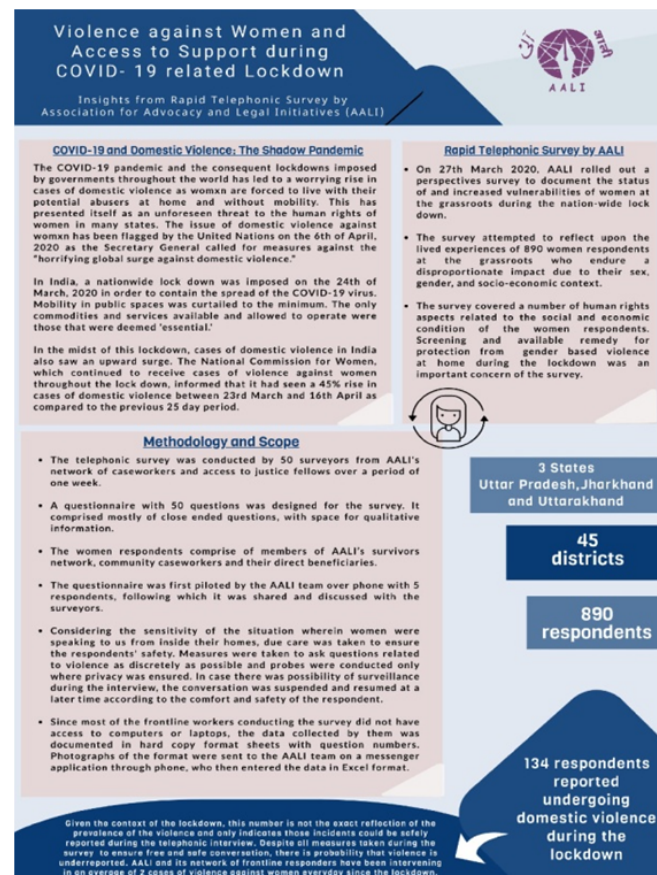 Violence against Women and
Access to Support during
COVID- 19 related Lockdown
Insights from Rapid Telephonic Survey by
Association for Advocacy and Legal Initiatives (AALI)
AALI
COVID-19 and Domestic Violence: The Shadow Pandemic
The COVID-19 pandemic and the consequent lockdowns imposed
by governments throughout the world has led to a worrying rise in
cases of domestic violence as womxn are forced to live with their
potential abusers at home and without mobility. This has
presented itself as an unforeseen threat to the human rights of
women in many states. The issue of domestic violence against
womxn has been flagged by the United Nations on the 6th of April,
2020 as the Secretary General called for measures against the
"horrifying global surge against domestic violence."
In India, a nationwide lock down was imposed on the 24th of
March, 2020 in order to contain the spread of the COVID-19 virus.
Mobility in public spaces was curtailed to the minimum. The only
commodities and services available and allowed to operate were
those that were deemed 'essential.'
In the midst of this lockdown, cases of domestic violence in India
also saw an upward surge. The National Commission for Women,
which continued to receive cases of violence against women
throughout the lock down, informed that it had seen a 45% rise in
cases of domestic violence between 23rd March and 16th April as
compared to the previous 25 day period.
Rapid Telephonic Survey by AALI
• On 27th March 2020, AALI rolled out a
perspectives survey to document the status
of and increased vulnerabilities of women at
the grassroots during the nation-wide lock
down.
• The survey attempted to reflect upon the
lived experiences of 890 women respondents
at the grassroots who endure a
disproportionate impact due to their sex,
gender, and socio-economic context.
• The survey covered a number of human rights
aspects related to the social and economic
condition of the women respondents.
Screening and available remedy for
protection from gender based violence
at home during the lockdown was an
important concern of the survey.
Methodology and Scope
• The telephonic survey was conducted by 50 surveyors from AALI's
network of caseworkers and access to justice fellows over a period of
one week.
• A questionnaire with 50 questions was designed for the survey. It
comprised mostly of close ended questions, with space for qualitative
information.
• The women respondents comprise of members of AALI's survivors
network, community caseworkers and their direct beneficiaries.
• The questionnaire was first piloted by the AALI team over phone with 5
respondents, following which it was shared and discussed with the
surveyors.
• Considering the sensitivity of the situation wherein women were
speaking to us from inside their homes, due care was taken to ensure
the respondents' safety. Measures were taken to ask questions related
to violence as discretely as possible and probes were conducted only
where privacy was ensured. In case there was possibility of surveillance
during the interview, the conversation was suspended and resumed at a
later time according to the comfort and safety of the respondent.
• Since most of the frontline workers conducting the survey did not have
access to computers or laptops, the data collected by them was
documented in hard copy format sheets with question numbers.
Photographs of the format were sent to the AALI team on a messenger
application through phone, who then entered the data in Excel format.
3 States
Uttar Pradesh,Jharkhand
and Uttarakhand
45
districts
890
respondents
134 respondents
reported
undergoing
domestic violence
during the
lockdown
Given the context of the lockdown, this number is not the exact reflection of the
prevalence of the violence and only indicates those incidents could be safely
reported during the telephonic interview. Despite all measures taken during the
survey to ensure free and safe conversation, there is probability that violence is
underreported. AALI and its network of frontline responders have been intervening
in an average of 2 cases of violence against women everyday since the lockdown.